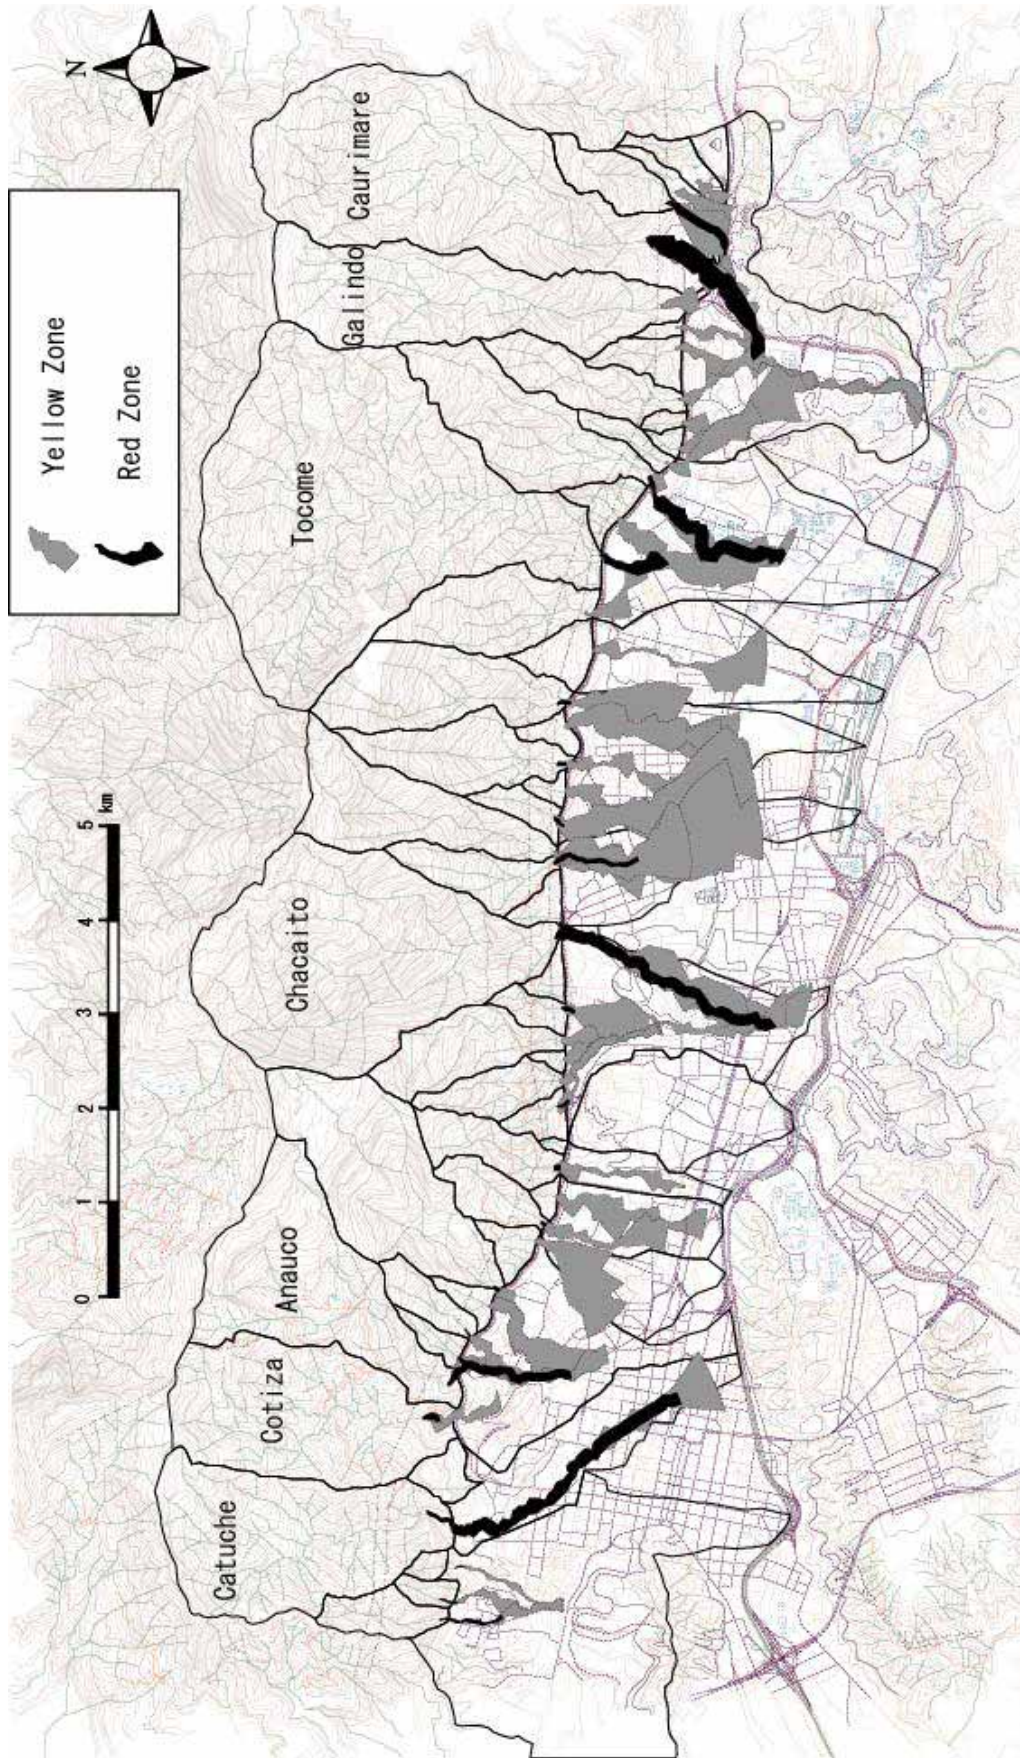 N
Yellow Zone
Red Zone
Catuche
Cotiza
Anauco
Chacaito
Tocome
Galindo
Caurimare
0 1 2 3 4 5 km